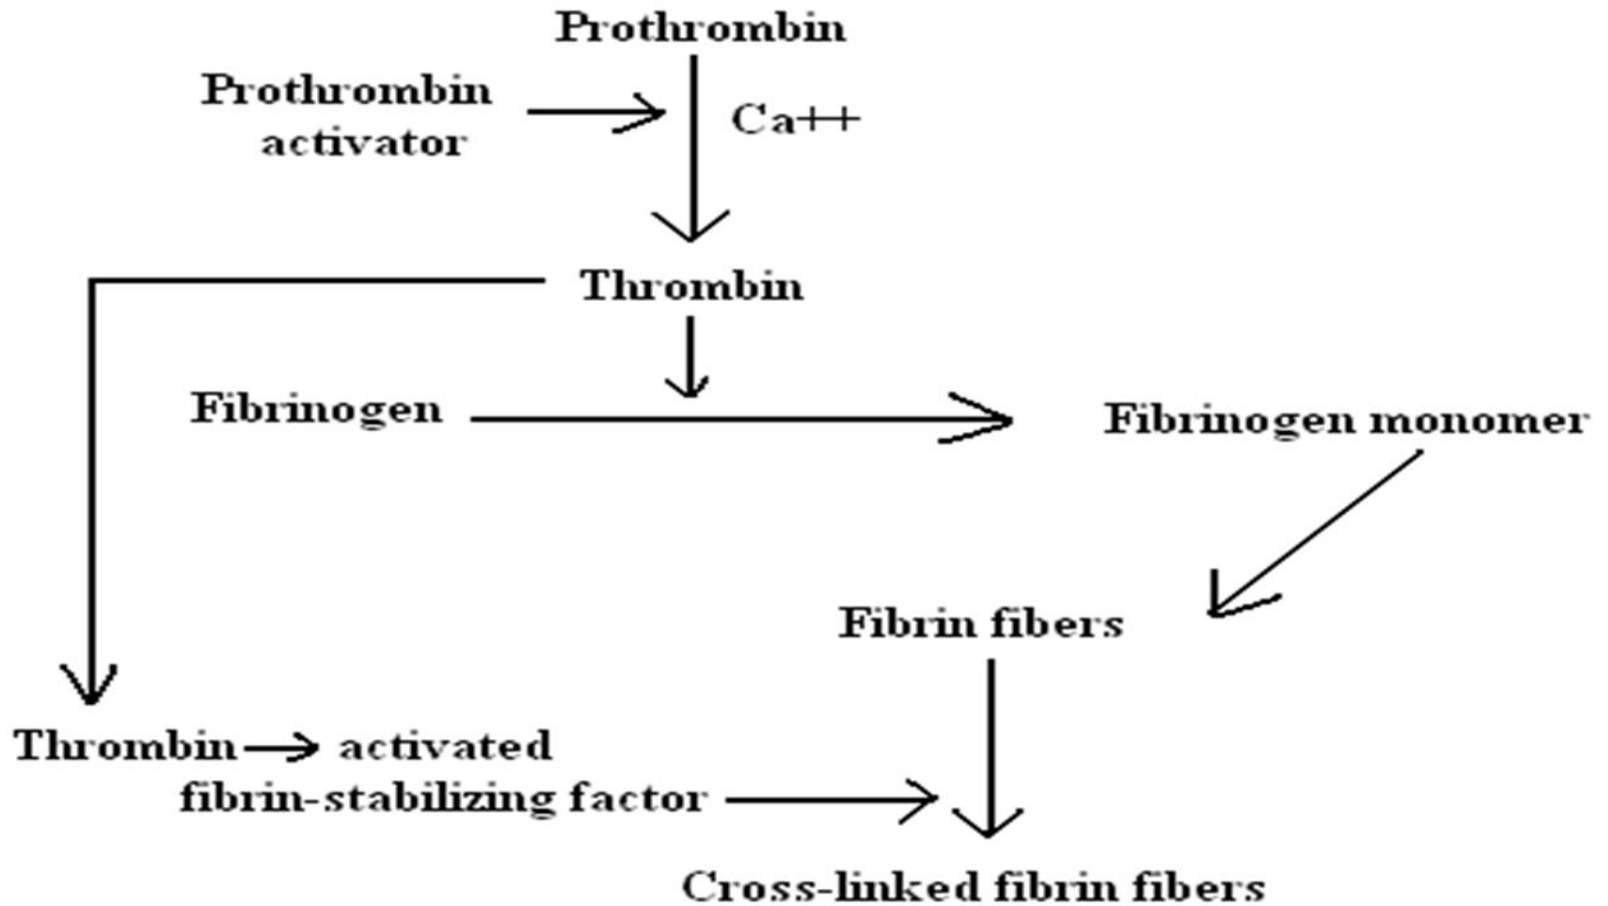 Prothrombin
Prothrombin
activator
Ca++
Thrombin
Fibrinogen
Fibrinogen monomer
Fibrin fibers
Thrombin → activated
fibrin-stabilizing factor
Cross-linked fibrin fibers